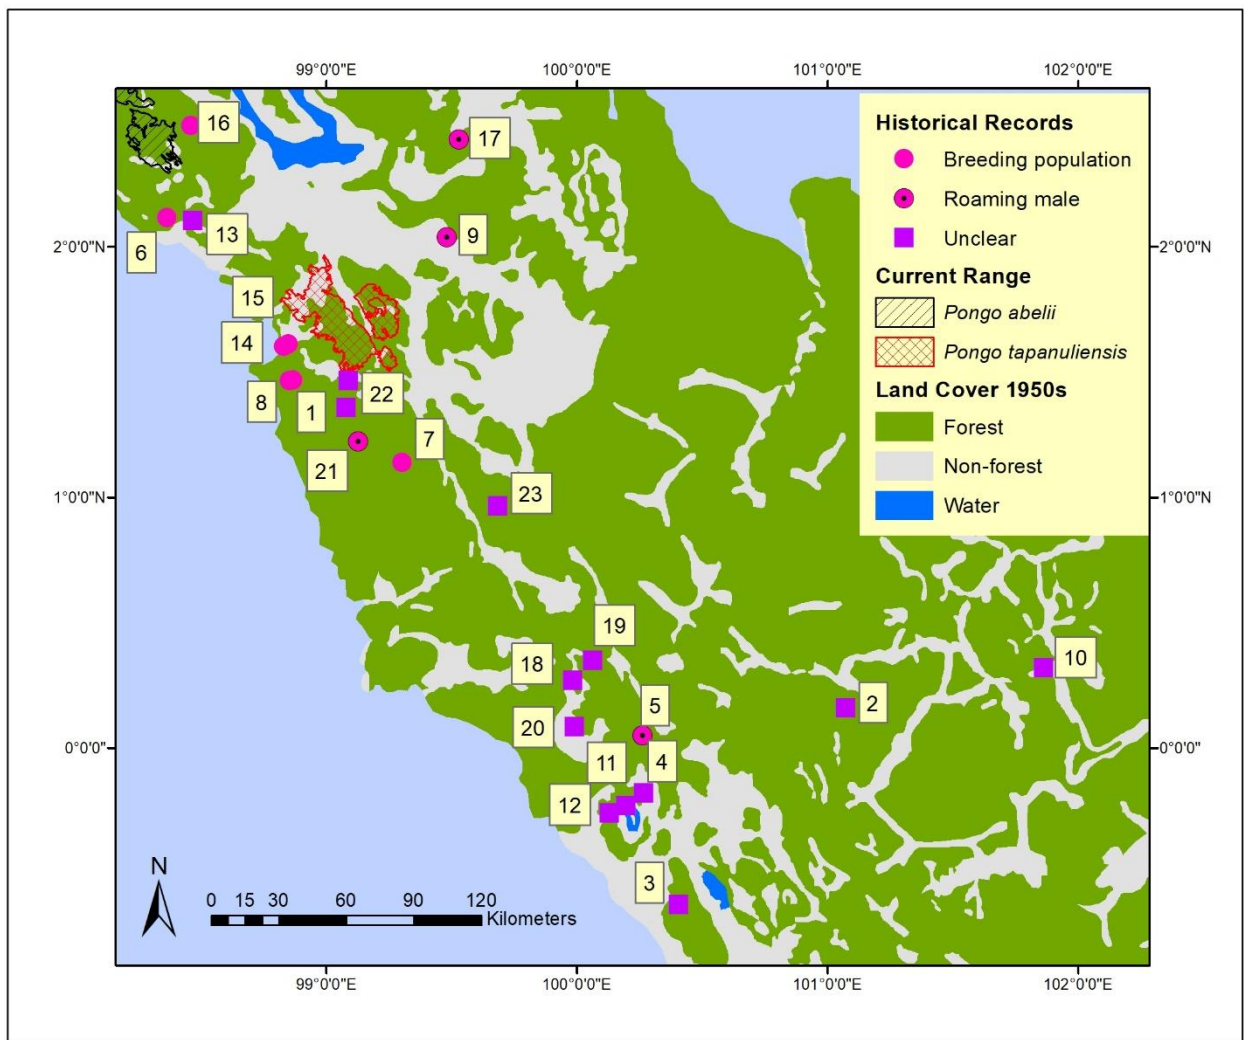 99°0'0"E
100°0'0"E
101°0'0"E
102°0'0"E
Historical Records
Breeding population
Roaming male
Unclear
Current Range
Pongo abelii
Pongo tapanuliensis
Land Cover 1950s
Forest
Non-forest
Water
16
17
6
13
9
2°0'0"N
2°0'0"N
15
14
8
1
22
7
21
23
1°0'0"N
1°0'0"N
19
18
10
5
2
20
0°0'0"
0°0'0"
11
4
12
3
N
0 15 30 60 90 120
Kilometers
99°0'0"E
100°0'0"E
101°0'0"E
102°0'0"E